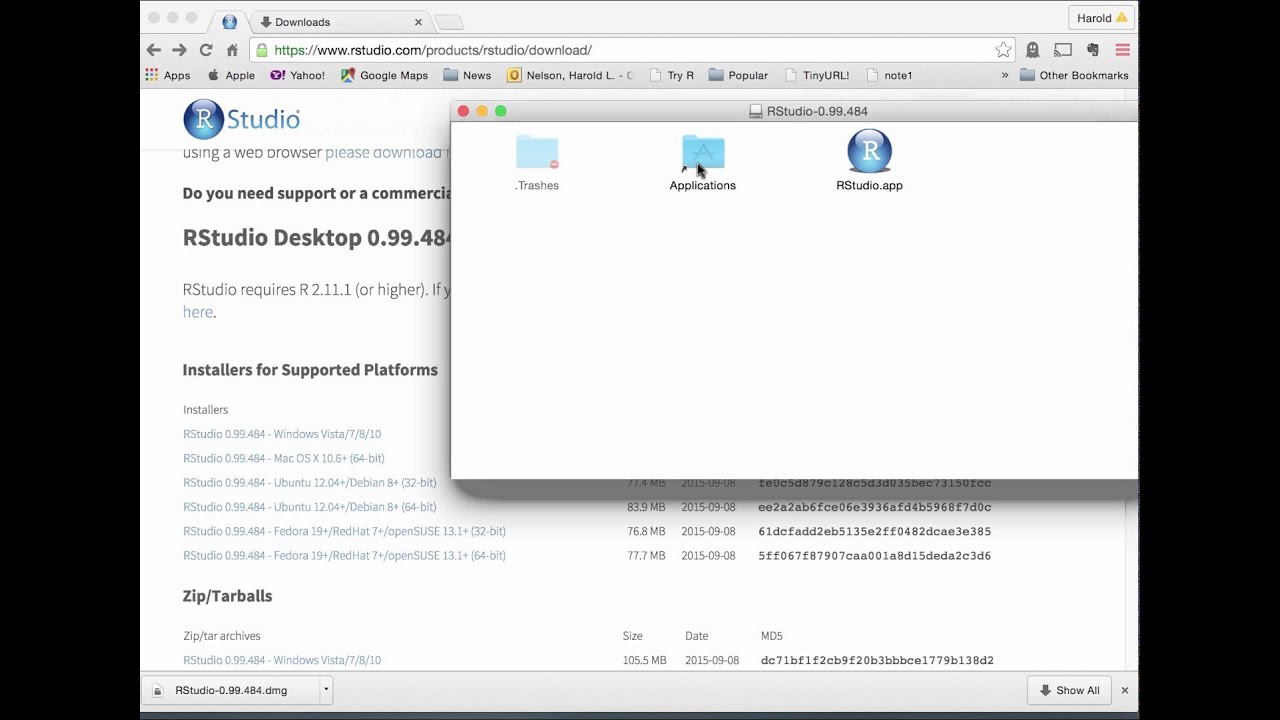 Downloads
Harold
https://www.rstudio.com/products/rstudio/download/
Apps Apple Yahoo! Google Maps News Nelson, Harold L. - C Try R Popular TinyURL! note1 » Other Bookmarks
R Studio
using a web browser please download
Do you need support or a commercia
RStudio Desktop 0.99.484
RStudio requires R 2.11.1 (or higher). If y
here.
RStudio-0.99.484
.Trashes Applications R RStudio.app
Installers for Supported Platforms
Installers
RStudio 0.99.484 - Windows Vista/7/8/10
RStudio 0.99.484 - Mac OS X 10.6+ (64-bit)
RStudio 0.99.484 - Ubuntu 12.04+/Debian 8+ (32-bit) 77.4 MB 2015-09-08 fe0c5d879c128c5d3d035bec73150fcc
RStudio 0.99.484 - Ubuntu 12.04+/Debian 8+ (64-bit) 83.9 MB 2015-09-08 ee2a2ab6fce06e3936afd4b5968f7d0c
RStudio 0.99.484 - Fedora 19+/RedHat 7+/openSUSE 13.1+ (32-bit) 76.8 MB 2015-09-08 61dcfadd2eb5135e2ff0482dcae3e385
RStudio 0.99.484 - Fedora 19+/RedHat 7+/openSUSE 13.1+ (64-bit) 77.7 MB 2015-09-08 5ff067f87907caa001a8d15deda2c3d6
Zip/Tarballs
Zip/tar archives Size Date MD5
RStudio 0.99.484 - Windows Vista/7/8/10 105.5 MB 2015-09-08 dc71bf1f2cb9f20b3bbbce1779b138d2
RStudio-0.99.484.dmg Show All